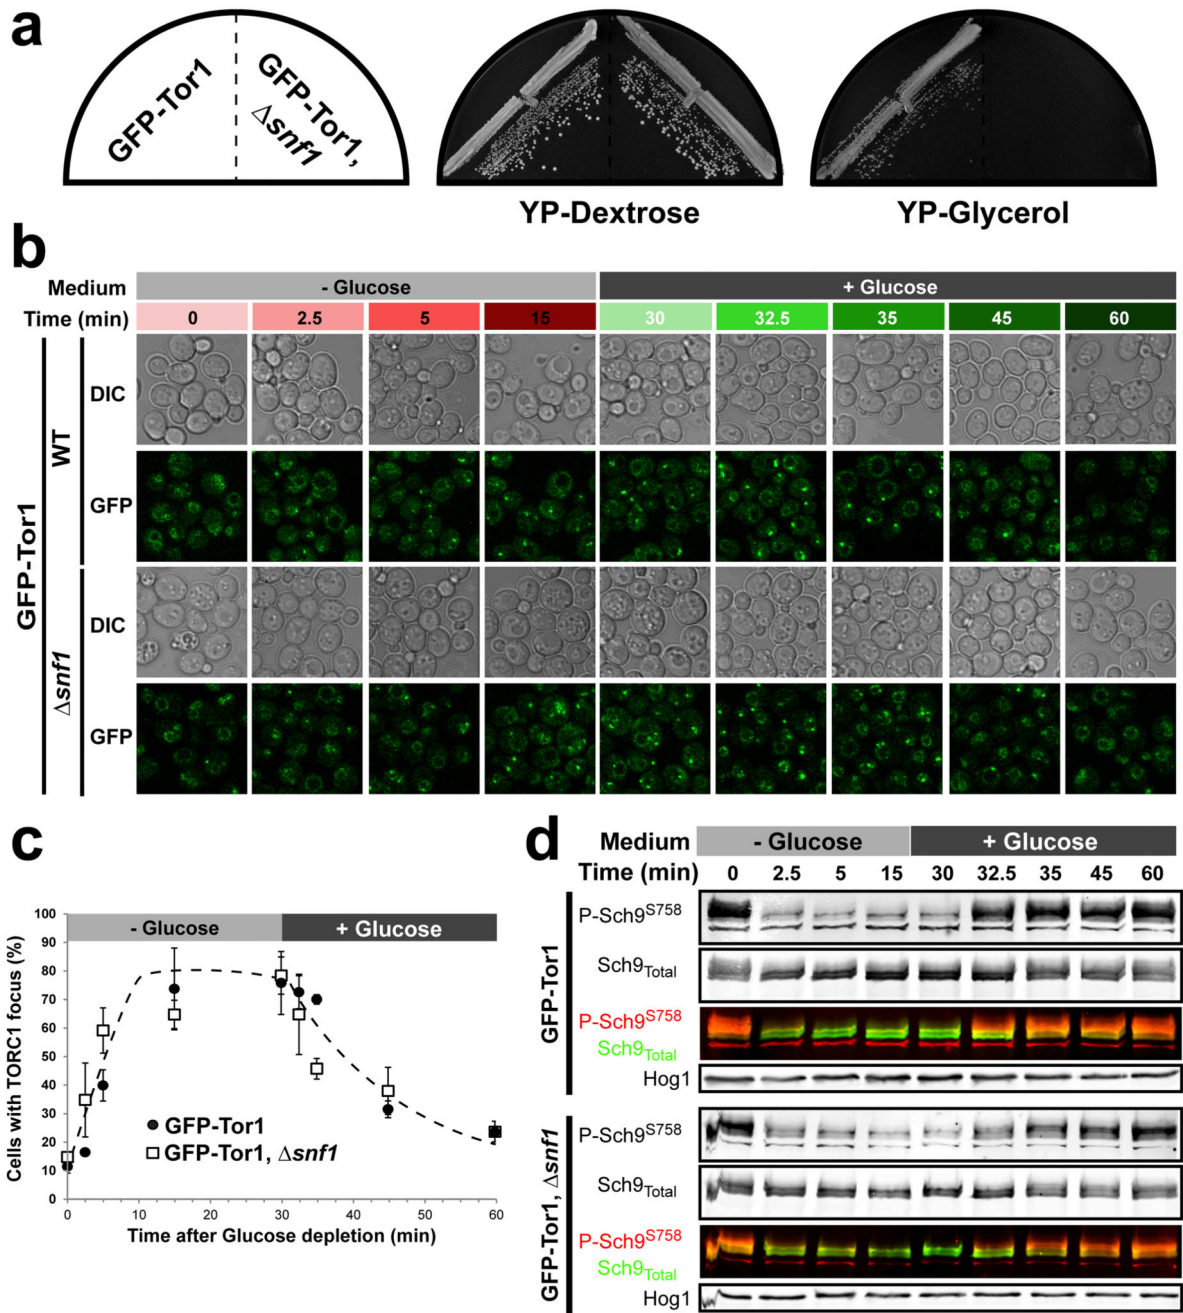 a
GFP-Tor1
GFP-Tor1,
Δsnf1
YP-Dextrose
YP-Glycerol
b
Medium
- Glucose
+ Glucose
Time (min)
0
2.5
5
15
30
32.5
35
45
60
GFP-Tor1
WT
DIC
GFP
Δsnf1
DIC
GFP
c
Cells with TORC1 focus (%)
100
90
80
70
60
50
40
30
20
10
0
- Glucose
+ Glucose
GFP-Tor1
GFP-Tor1, Δsnf1
0
10
20
30
40
50
60
Time after Glucose depletion (min)
d
Medium
- Glucose
+ Glucose
Time (min)
0
2.5
5
15
30
32.5
35
45
60
GFP-Tor1
P-Sch9S758
Sch9Total
P-Sch9S758
Sch9Total
Hog1
GFP-Tor1, Δsnf1
P-Sch9S758
Sch9Total
P-Sch9S758
Sch9Total
Hog1